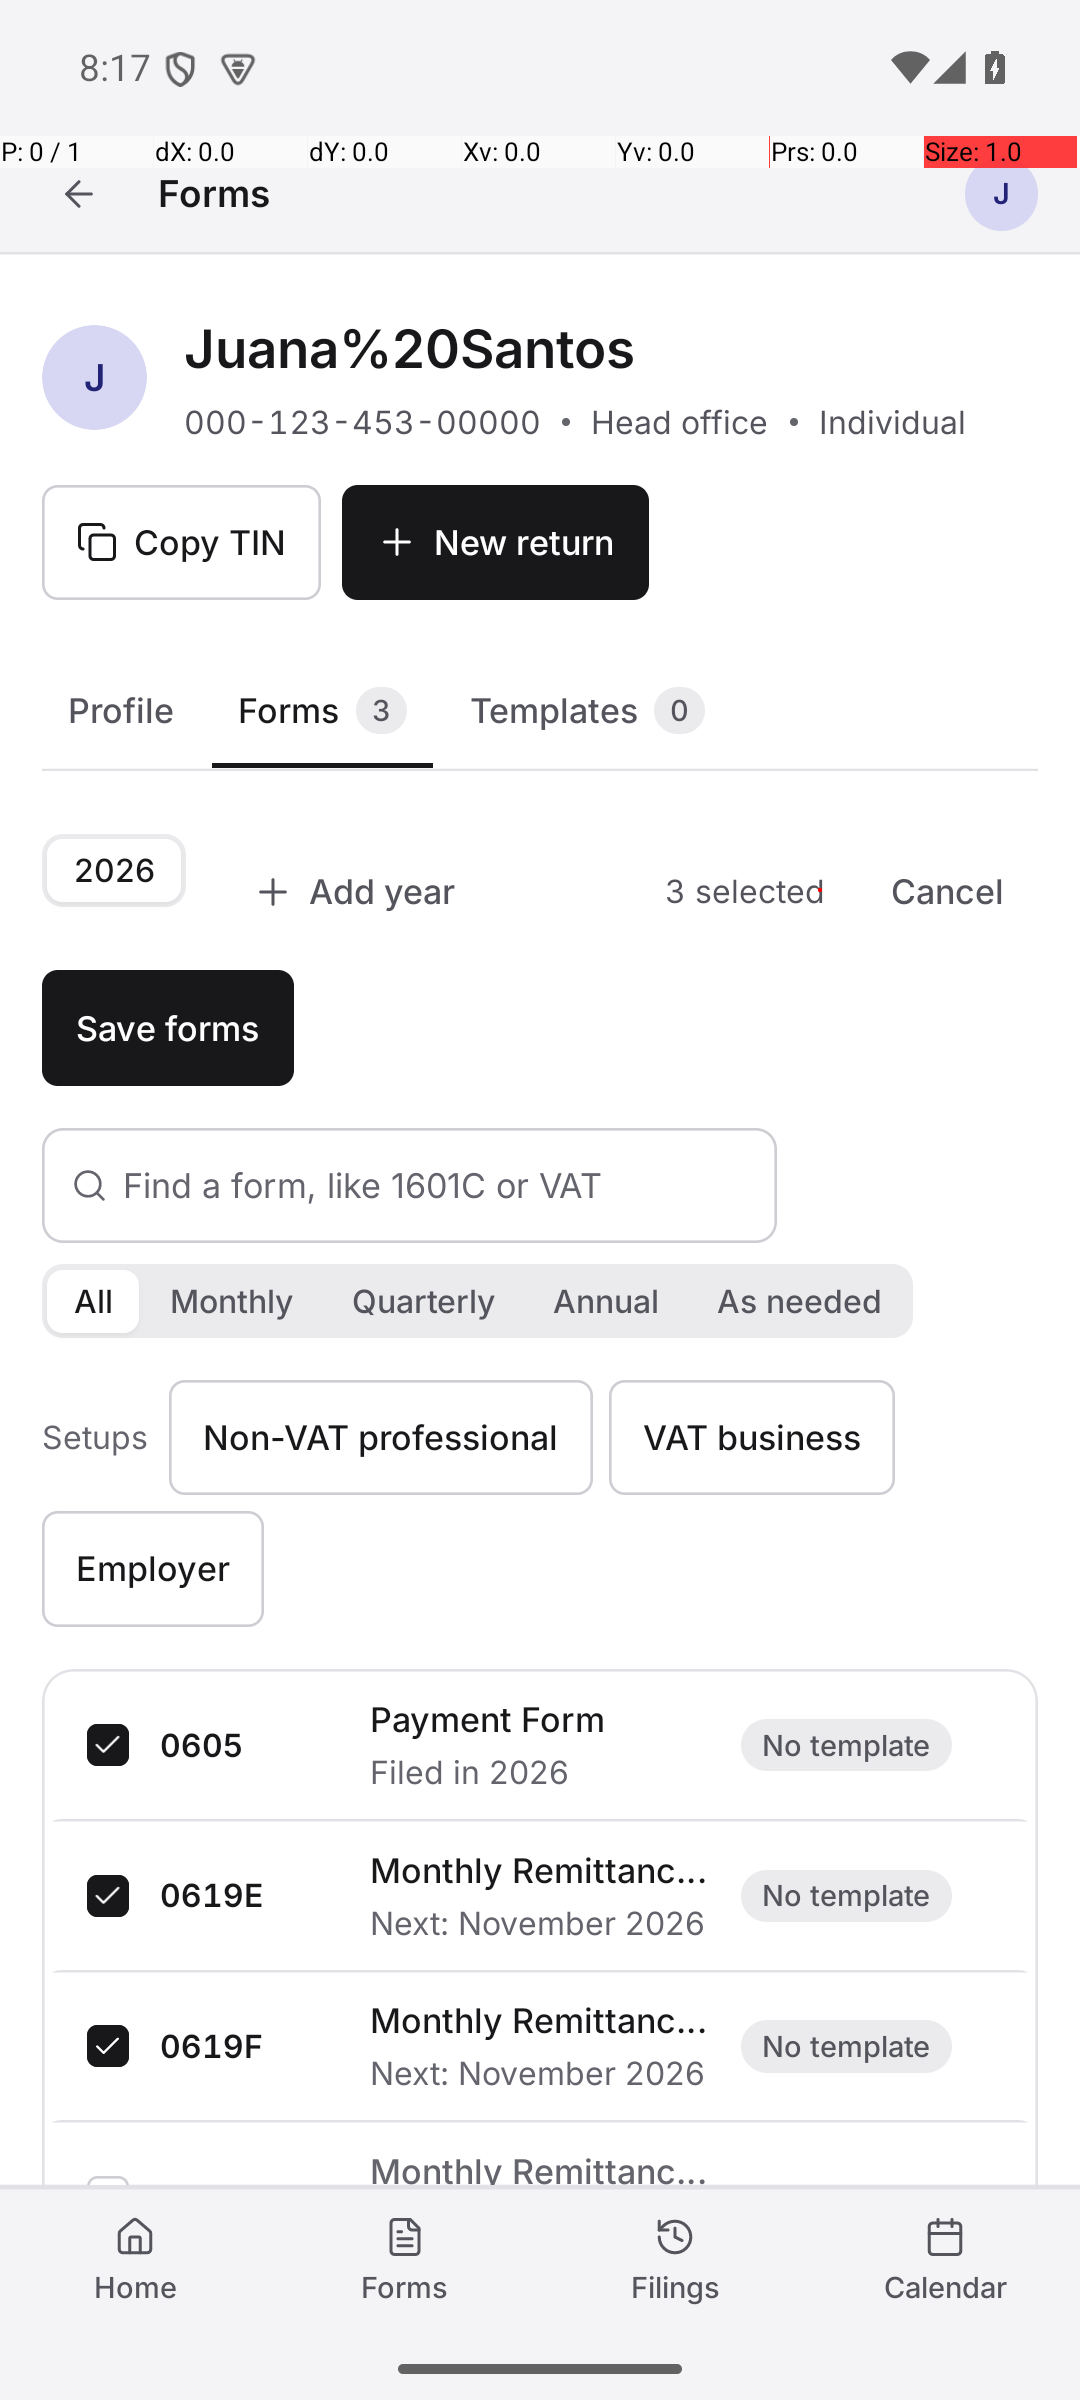 8:17
P: 0 / 1 dX: 0.0 dY: 0.0 Xv: 0.0 Yv: 0.0 Prs: 0.0 Size: 1.0
Forms J
J Juana%20Santos
000-123-453-00000 • Head office • Individual
Copy TIN New return
Profile Forms 3 Templates 0
2026 Add year 3 selected Cancel
Save forms
Find a form, like 1601C or VAT
All Monthly Quarterly Annual As needed
Setups Non-VAT professional VAT business
Employer
0605 Payment Form No template
Filed in 2026
0619E Monthly Remittanc... No template
Next: November 2026
0619F Monthly Remittanc... No template
Next: November 2026
Monthly Remittanc...
Home Forms Filings Calendar